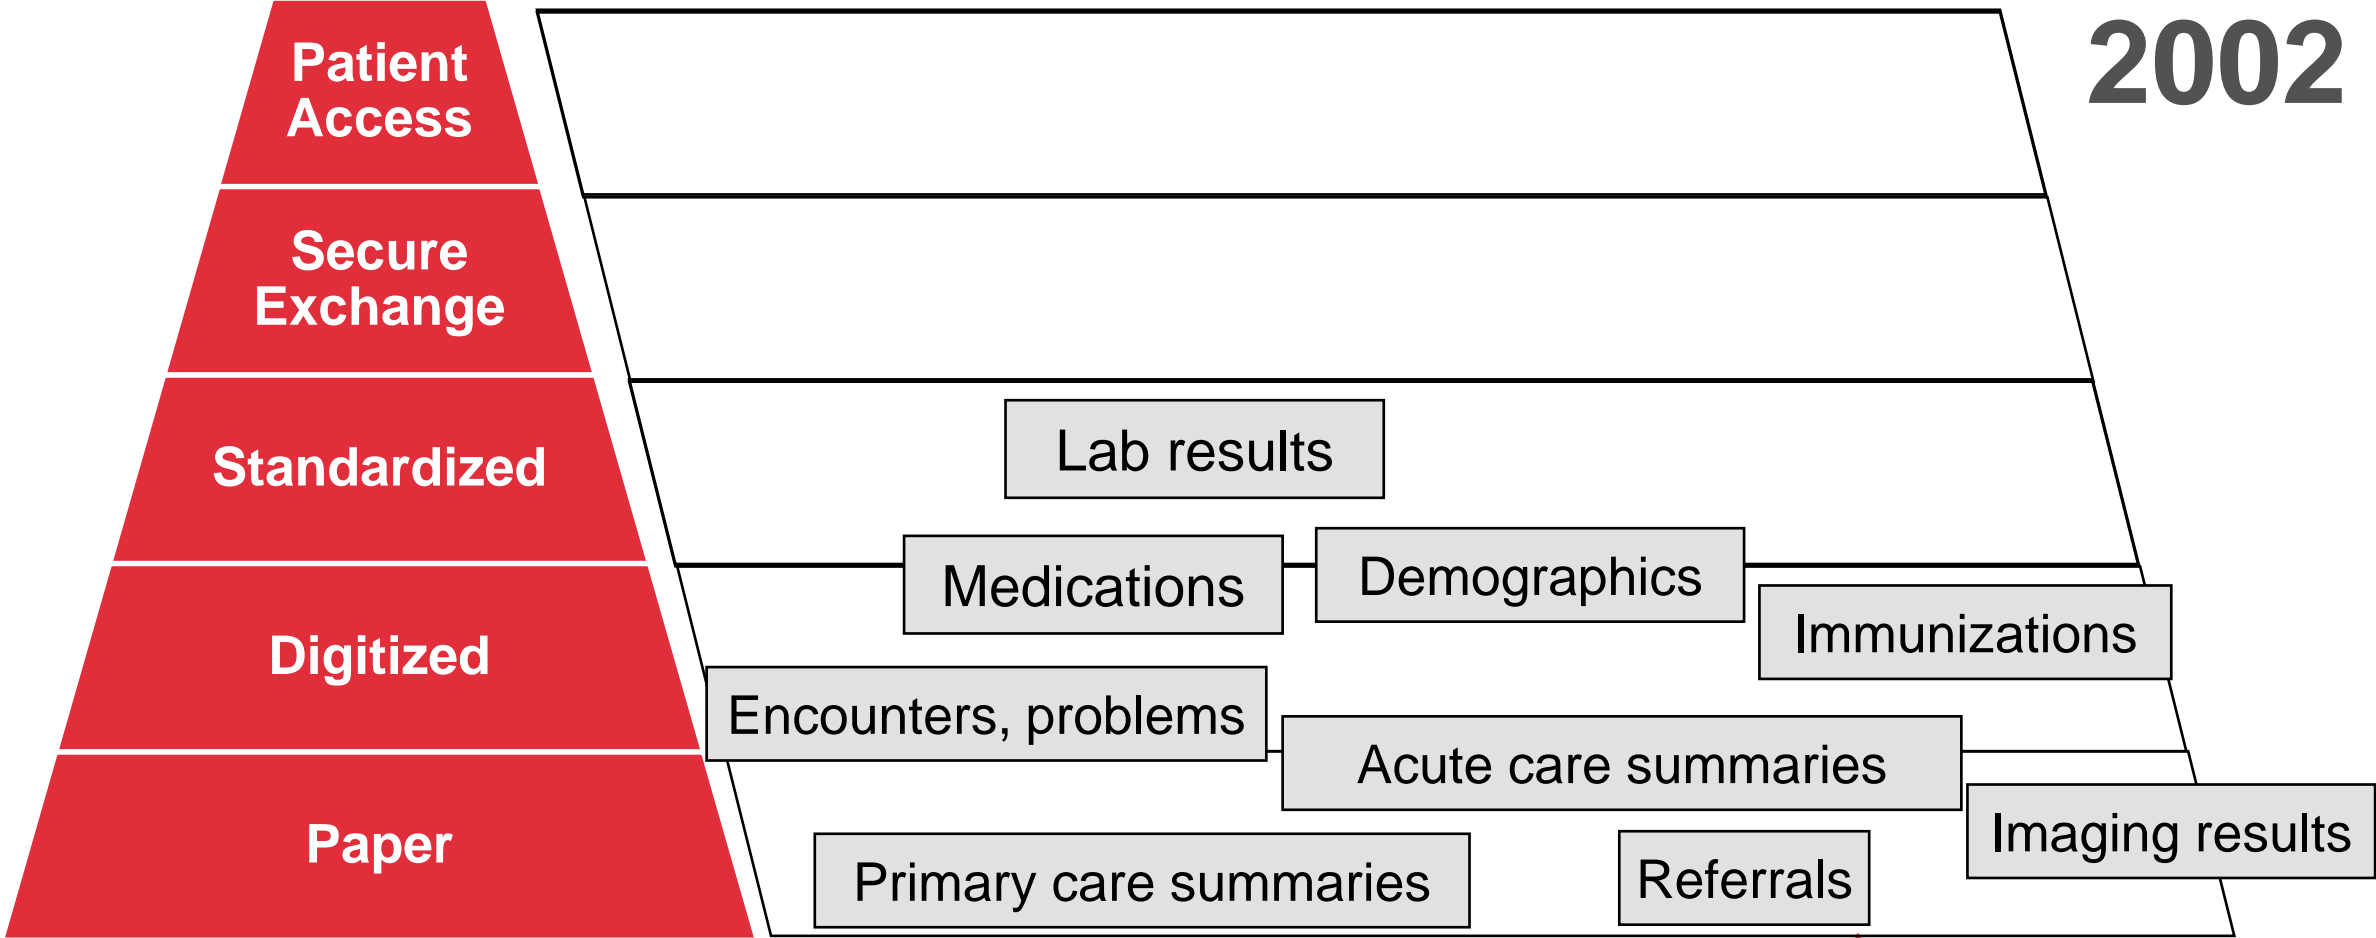 2002
Patient
Access
Secure
Exchange
Standardized
Lab results
Medications
Demographics
Immunizations
Digitized
Encounters, problems
Acute care summaries
Imaging results
Paper
Primary care summaries
Referrals